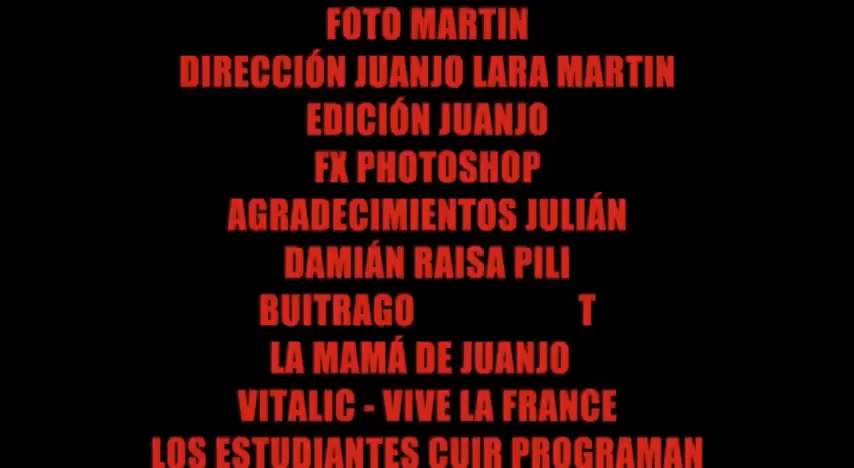 FOTO MARTIN
DIRECCIÓN JUANJO LARA MARTIN
EDICIÓN JUANJO
FX PHOTOSHOP
AGRADECIMIENTOS JULIÁN
DAMIÁN RAISA PILI
BUITRAGO T
LA MAMÁ DE JUANJO
VITALIC - VIVE LA FRANCE
LOS ESTUDIANTES CUIR PROGRAMAN